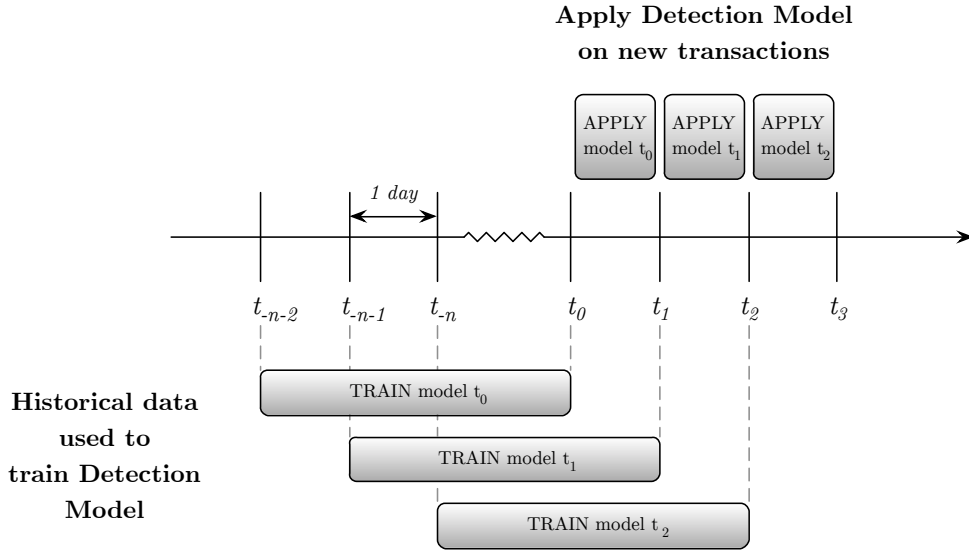 Apply Detection Model
on new transactions
APPLY
model t0
APPLY
model t1
APPLY
model t2
1 day
t-n-2
t-n-1
t-n
t0
t1
t2
t3
TRAIN model t0
Historical data
used to
train Detection
Model
TRAIN model t1
TRAIN model t2